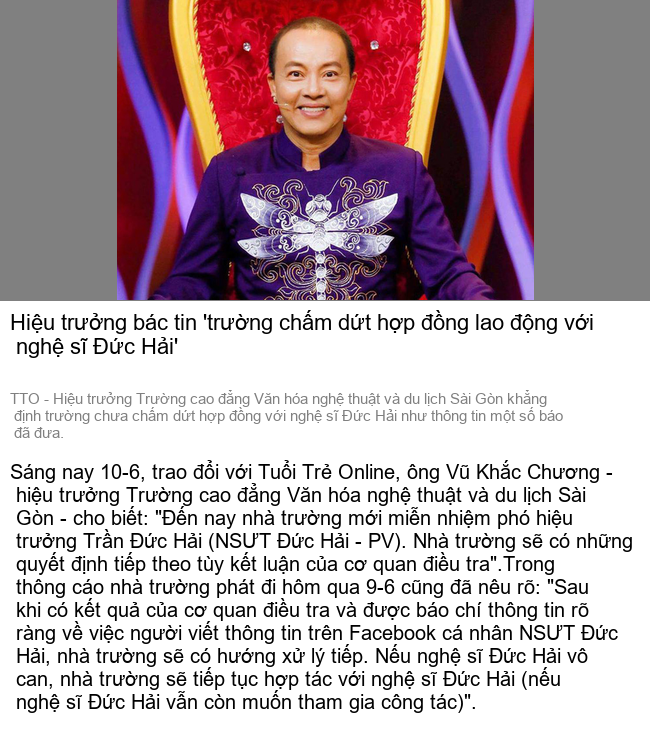 Hiệu trưởng bác tin 'trường chấm dứt hợp đồng lao động với
nghệ sĩ Đức Hải'
TTO - Hiệu trưởng Trường cao đẳng Văn hóa nghệ thuật và du lịch Sài Gòn khẳng
định trường chưa chấm dứt hợp đồng với nghệ sĩ Đức Hải như thông tin một số báo
đã đưa.
Sáng nay 10-6, trao đổi với Tuổi Trẻ Online, ông Vũ Khắc Chương -
hiệu trưởng Trường cao đẳng Văn hóa nghệ thuật và du lịch Sài
Gòn - cho biết: "Đến nay nhà trường mới miễn nhiệm phó hiệu
trưởng Trần Đức Hải (NSƯT Đức Hải - PV). Nhà trường sẽ có những
quyết định tiếp theo tùy kết luận của cơ quan điều tra".Trong
thông cáo nhà trường phát đi hôm qua 9-6 cũng đã nêu rõ: "Sau
khi có kết quả của cơ quan điều tra và được báo chí thông tin rõ
ràng về việc người viết thông tin trên Facebook cá nhân NSƯT Đức
Hải, nhà trường sẽ có hướng xử lý tiếp. Nếu nghệ sĩ Đức Hải vô
can, nhà trường sẽ tiếp tục hợp tác với nghệ sĩ Đức Hải (nếu
nghệ sĩ Đức Hải vẫn còn muốn tham gia công tác)".